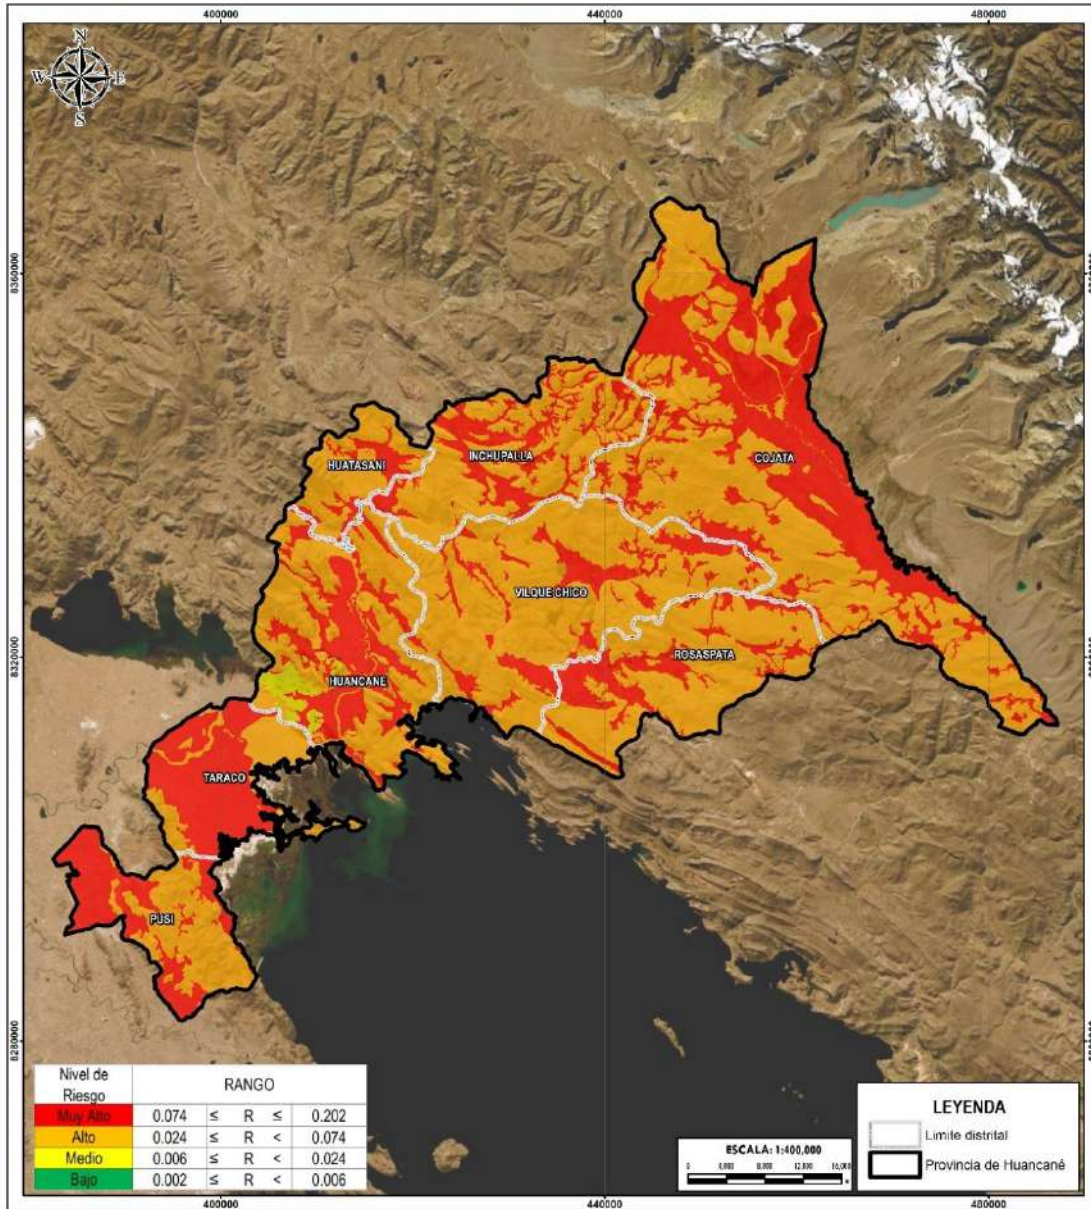 400000 440000 480000
N
W E
S
8360000
HUATASANI
INCHUPALLA
COJATA
VILQUE CHICO
8320000
ROSASPATA
HUANCANE
TARACO
PUSI
8280000
Nivel de Riesgo RANGO
Muy Alto 0.074 ≤ R ≤ 0.202
Alto 0.024 ≤ R < 0.074
Medio 0.006 ≤ R < 0.024
Bajo 0.002 ≤ R < 0.006
ESCALA: 1:400,000
LEYENDA
Limite distrital
Provincia de Huancané
400000 440000 480000